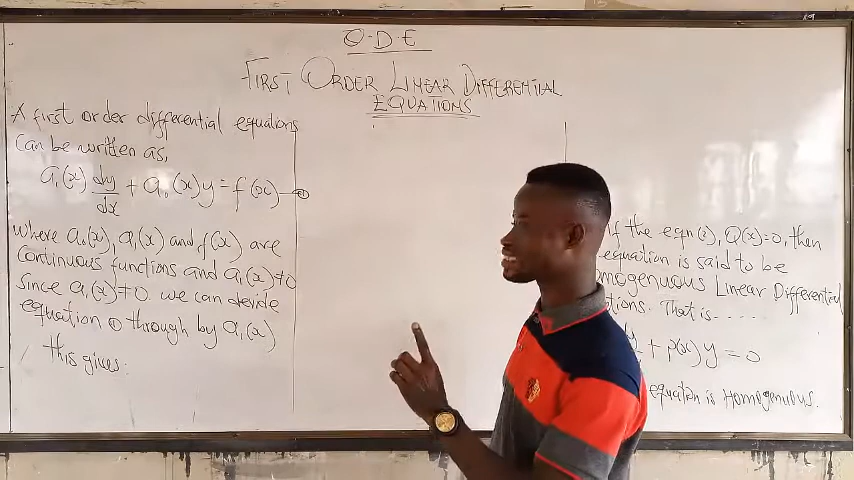 O.D.E
FIRST ORDER LINEAR DIFFERENTIAL
EQUATIONS
A first order differential equations
Can be written as,
a₁(x) dy/dx + a₀(x)y = f(x) — ①
where a₀(x), a₁(x) and f(x) are
Continuous functions and a₁(x) ≠ 0
since a₁(x) ≠ 0 we can devide
equation ① through by a₁(x)
this gives
If the eqn(2), Q(x)=0, then
equation is said to be
Linear Differential
That is.....
+ p(x)y = 0
equation is Homogenuous.